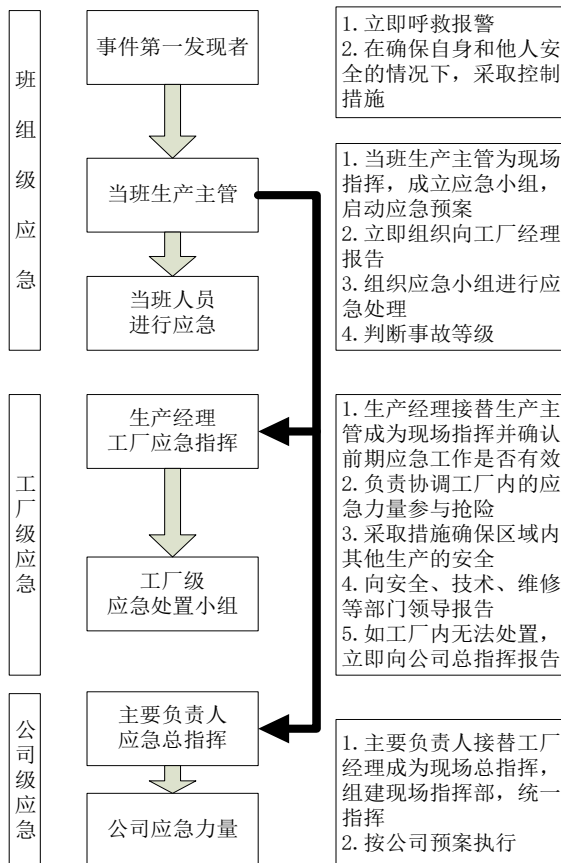 班组级应急
事件第一发现者
1.立即呼救报警
2.在确保自身和他人安
全的情况下，采取控制
措施
当班生产主管
1.当班生产主管为现场
指挥，成立应急小组，
启动应急预案
2.立即组织向工厂经理
报告
3.组织应急小组进行应
急处理
4.判断事故等级
当班人员
进行应急
工厂级应急
生产经理
工厂应急指挥
1.生产经理接替生产主
管成为现场指挥并确认
前期应急工作是否有效
2.负责协调工厂内的应
急力量参与抢险
3.采取措施确保区域内
其他生产的安全
4.向安全、技术、维修
等部门领导报告
5.如工厂内无法处置，
立即向公司总指挥报告
工厂级
应急处置小组
公司级应急
主要负责人
应急总指挥
1.主要负责人接替工厂
经理成为现场总指挥，
组建现场指挥部，统一
指挥
2.按公司预案执行
公司应急力量